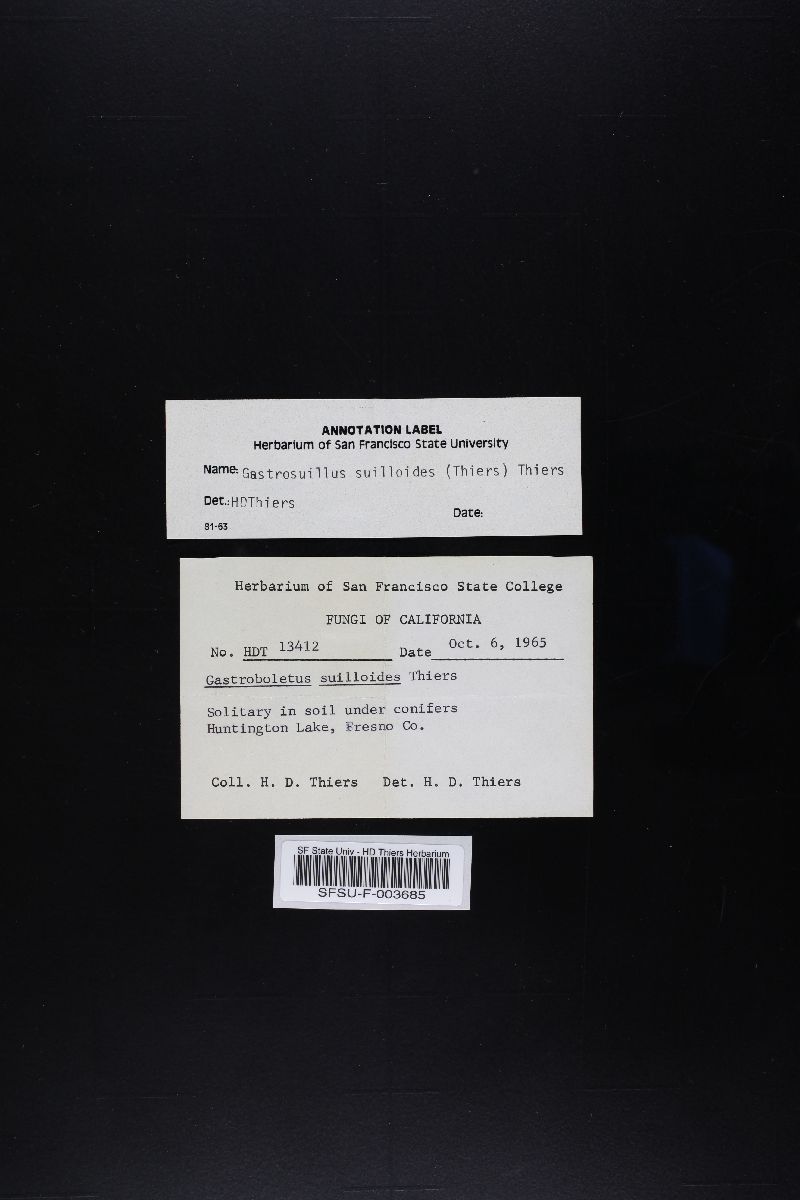 ANNOTATION LABEL
Herbarium of San Francisco State University
Name: Gastrosuillus suilloides (Thiers) Thiers
Det.: HDThiers
Date:
81-63
Herbarium of San Francisco State College
FUNGI OF CALIFORNIA
No. HDT 13412 Date Oct. 6, 1965
Gastroboletus suilloides Thiers
Solitary in soil under conifers
Huntington Lake, Fresno Co.
Coll. H. D. Thiers Det. H. D. Thiers
SF State Univ - HD Thiers Herbarium
SFSU-F-003685